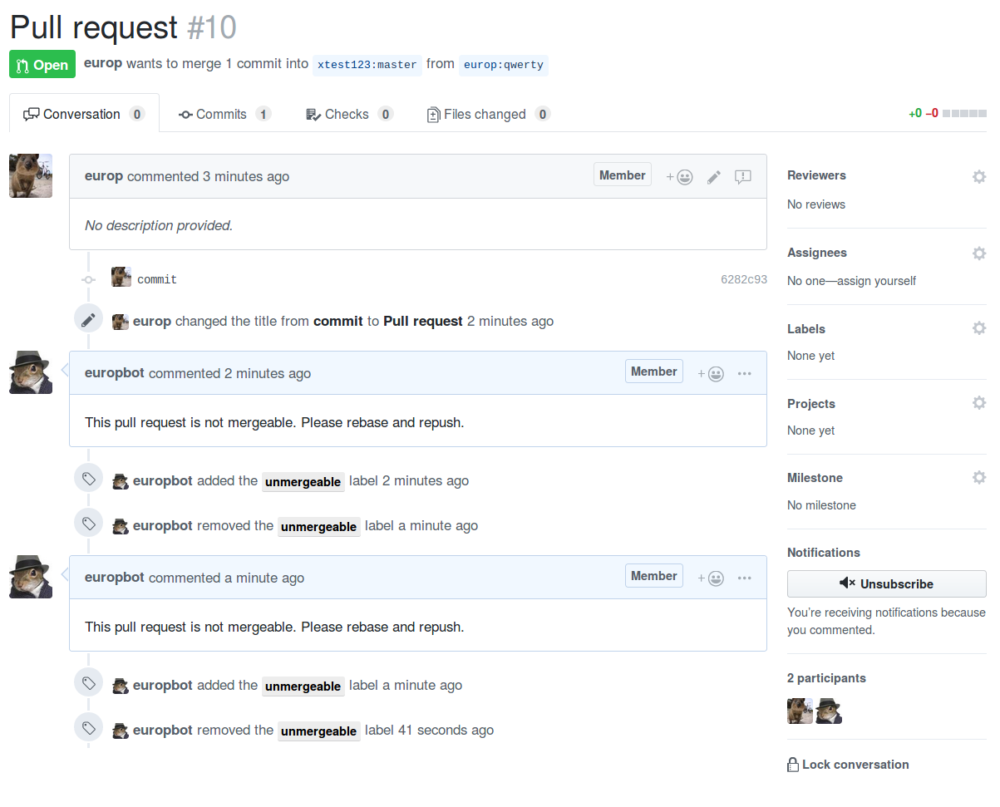 Pull request #10
Open europ wants to merge 1 commit into xtest123:master from europ:qwerty
Conversation 0 Commits 1 Checks 0 Files changed 0 +0 −0
europ commented 3 minutes ago Member +
No description provided.
commit 6282c93
europ changed the title from commit to Pull request 2 minutes ago
europbot commented 2 minutes ago Member + ...
This pull request is not mergeable. Please rebase and repush.
europbot added the unmergeable label 2 minutes ago
europbot removed the unmergeable label a minute ago
europbot commented a minute ago Member + ...
This pull request is not mergeable. Please rebase and repush.
europbot added the unmergeable label a minute ago
europbot removed the unmergeable label 41 seconds ago
Reviewers
No reviews
Assignees
No one—assign yourself
Labels
None yet
Projects
None yet
Milestone
No milestone
Notifications
Unsubscribe
You’re receiving notifications because
you commented.
2 participants
Lock conversation